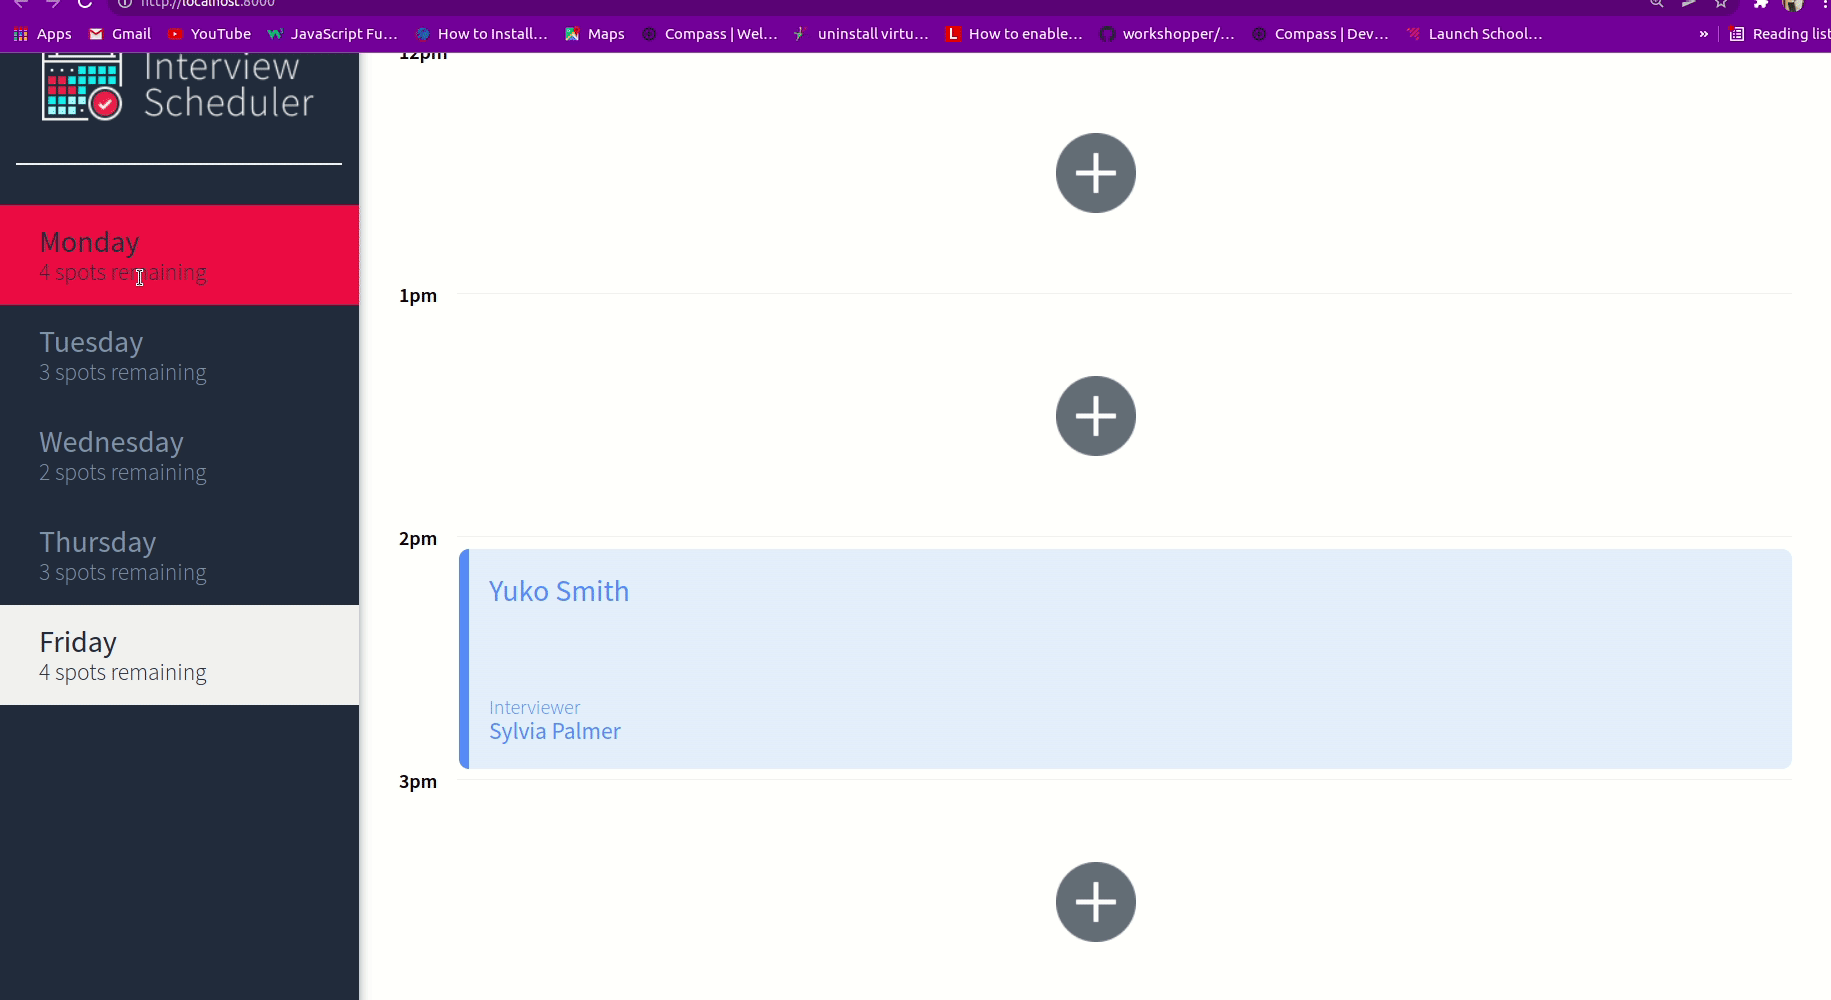 http://localhost:8000
Apps Gmail YouTube JavaScript Fu... How to Install... Maps Compass | Wel... uninstall virtu... How to enable... workshopper/... Compass | Dev... Launch School... » Reading list
Interview
Scheduler
Monday
4 spots remaining
Tuesday
3 spots remaining
Wednesday
2 spots remaining
Thursday
3 spots remaining
Friday
4 spots remaining
12pm
1pm
2pm
Yuko Smith
Interviewer
Sylvia Palmer
3pm